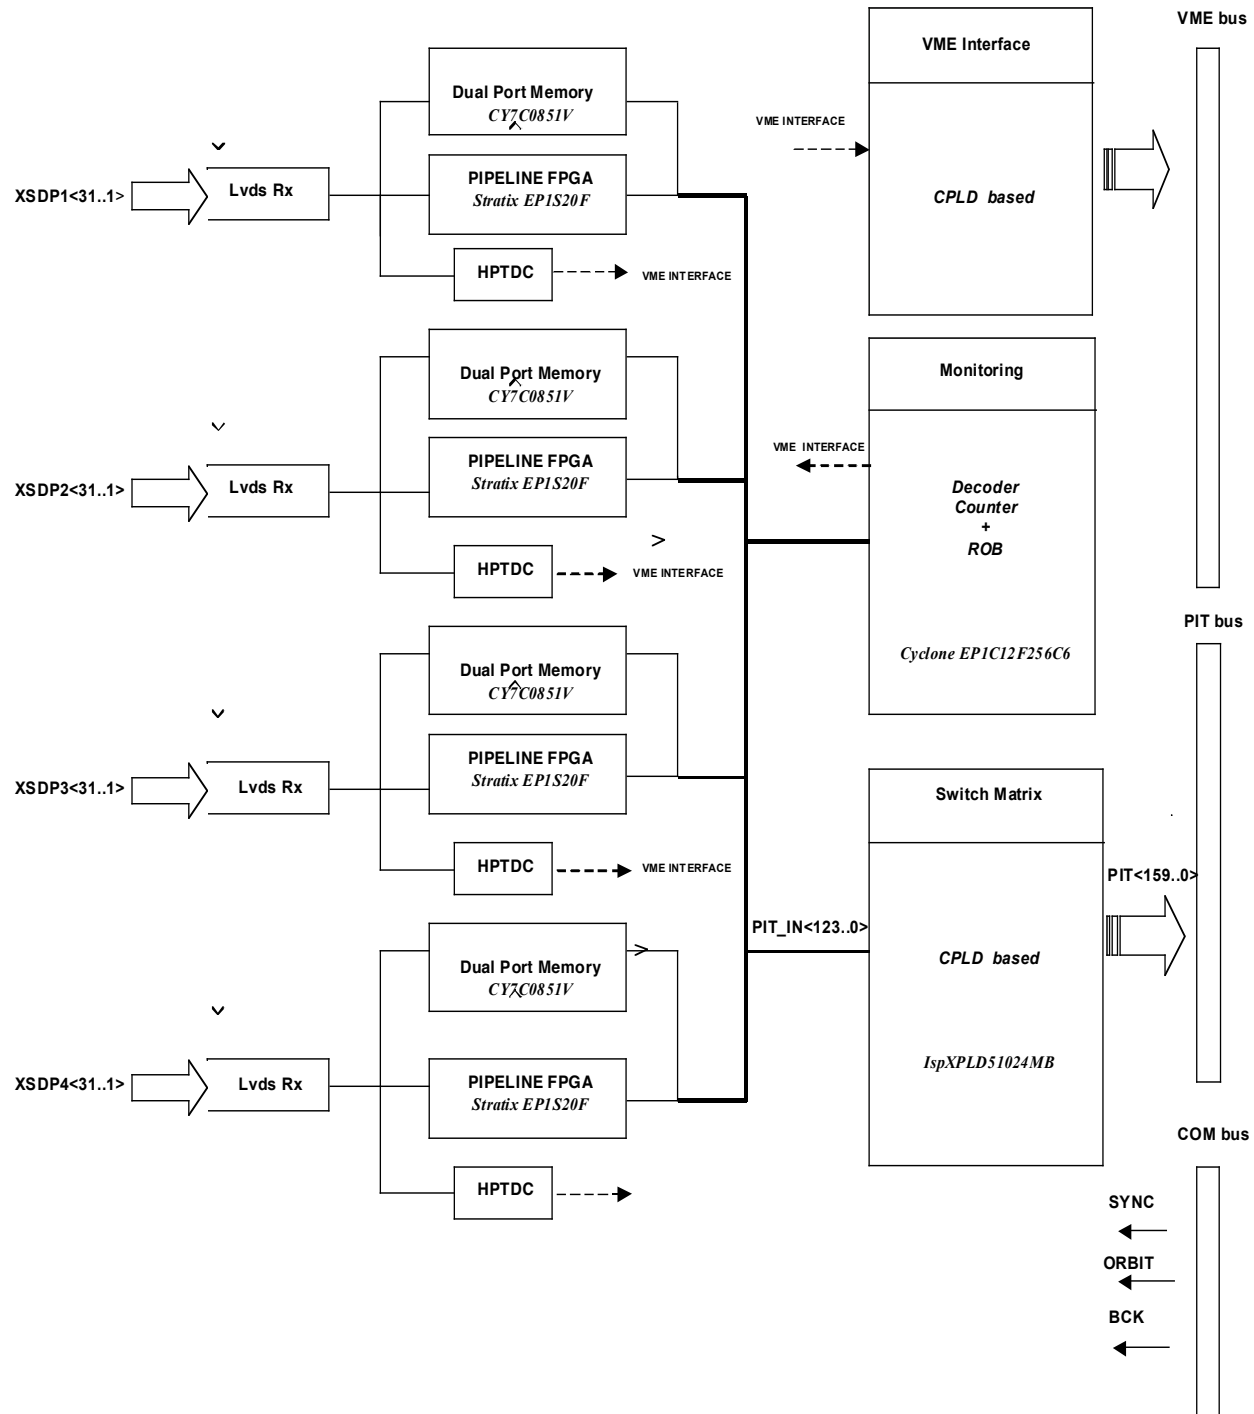 VME bus
VME Interface
VME INTERFACE
CPLD based
Dual Port Memory
CY7C0851V
XSDP1<31..1>
Lvds Rx
PIPELINE FPGA
Stratix EP1S20F
HPTDC
VME INTERFACE
Dual Port Memory
CY7C0851V
XSDP2<31..1>
Lvds Rx
PIPELINE FPGA
Stratix EP1S20F
HPTDC
VME INTERFACE
Monitoring
VME INTERFACE
Decoder
Counter
+
ROB
Cyclone EP1C12F256C6
PIT bus
Dual Port Memory
CY7C0851V
XSDP3<31..1>
Lvds Rx
PIPELINE FPGA
Stratix EP1S20F
HPTDC
VME INTERFACE
Switch Matrix
PIT<159..0>
PIT_IN<123..0>
CPLD based
IspXPLD51024MB
Dual Port Memory
CY7C0851V
XSDP4<31..1>
Lvds Rx
PIPELINE FPGA
Stratix EP1S20F
HPTDC
COM bus
SYNC
ORBIT
BCK